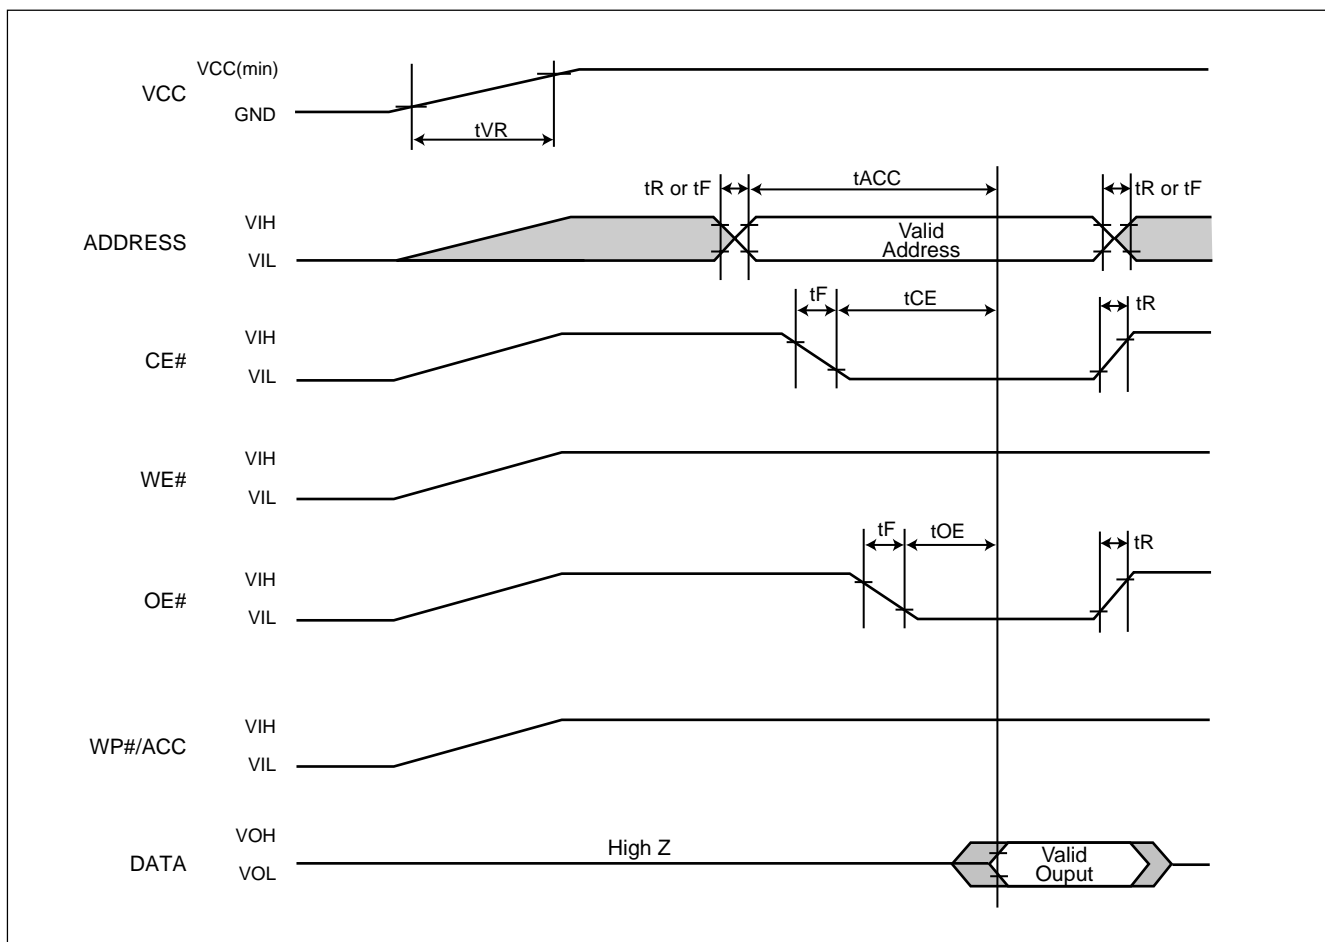 VCC(min)
VCC
GND
tVR
tR or tF
tACC
tR or tF
VIH
ADDRESS
VIL
Valid
Address
tF
tCE
tR
VIH
CE#
VIL
VIH
WE#
VIL
tF
tOE
tR
VIH
OE#
VIL
VIH
WP#/ACC
VIL
VOH
DATA
VOL
High Z
Valid
Ouput